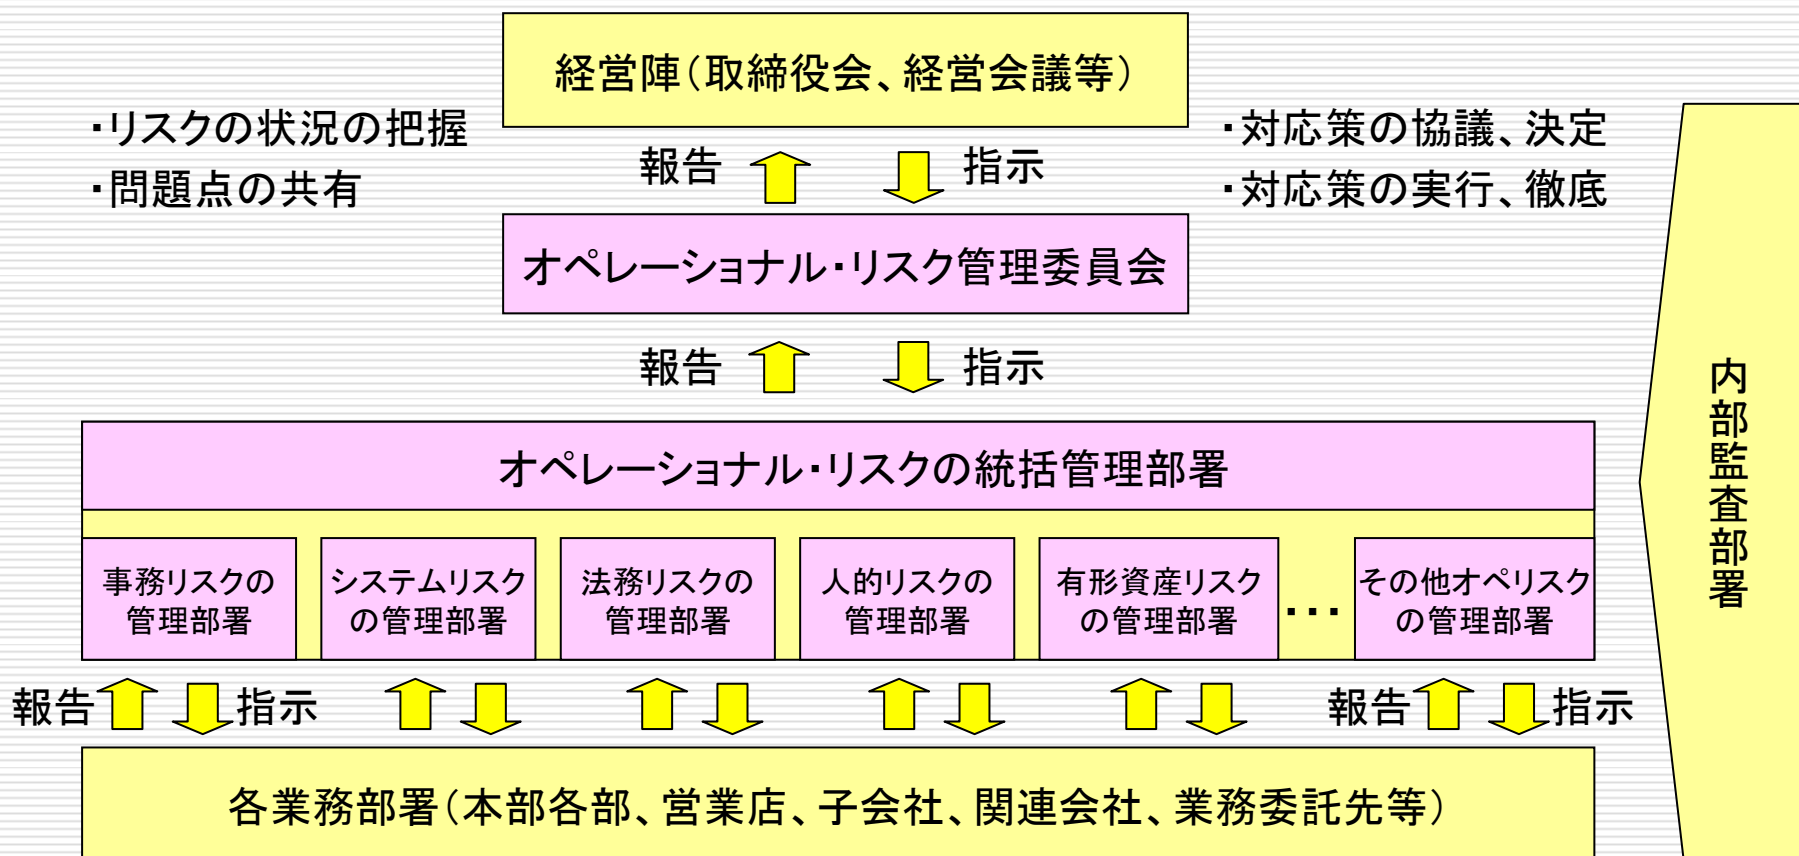 経営陣（取締役会、経営会議等）
・リスクの状況の把握
・問題点の共有
・対応策の協議、決定
・対応策の実行、徹底
報告
指示
オペレーショナル・リスク管理委員会
報告
指示
オペレーショナル・リスクの統括管理部署
事務リスクの
管理部署
システムリスク
の管理部署
法務リスクの
管理部署
人的リスクの
管理部署
有形資産リスク
の管理部署
・・・
その他オペリスク
の管理部署
報告
指示
報告
指示
各業務部署（本部各部、営業店、子会社、関連会社、業務委託先等）
内部監査部署